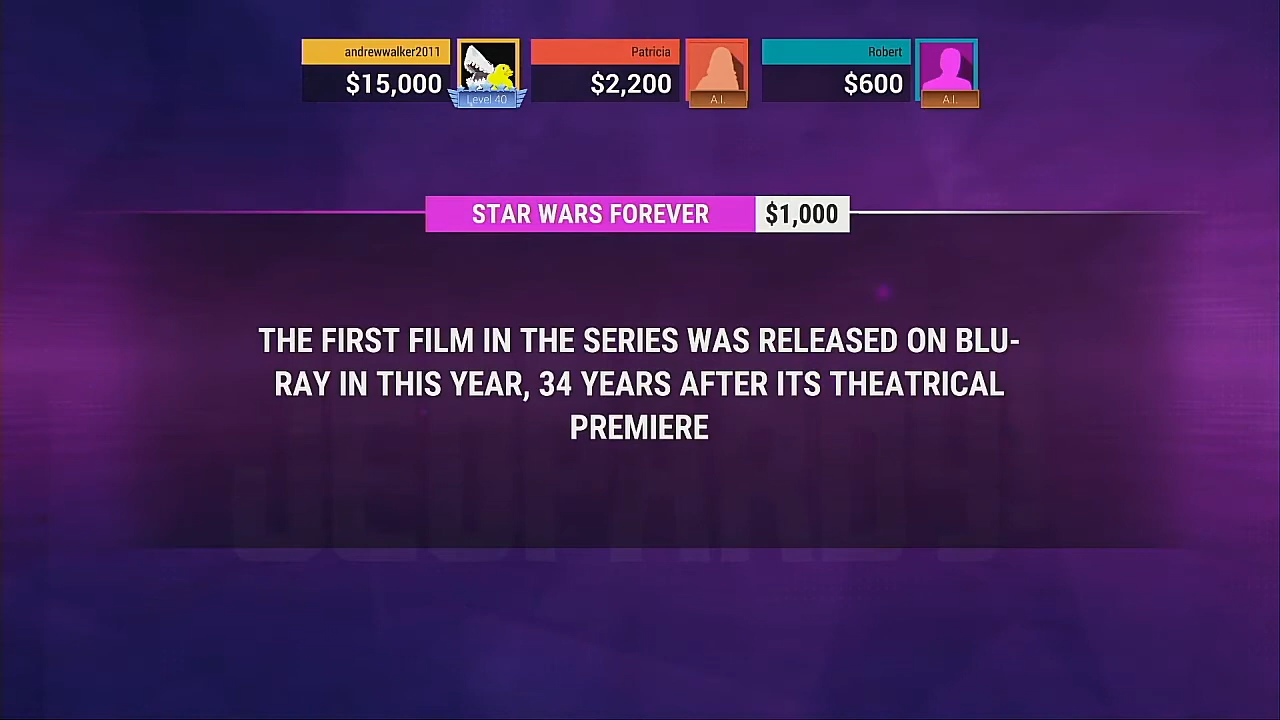 andrewwalker2011 Patricia Robert
$15,000 $2,200 $600
Level 40 A.I. A.I.
STAR WARS FOREVER $1,000
THE FIRST FILM IN THE SERIES WAS RELEASED ON BLU-
RAY IN THIS YEAR, 34 YEARS AFTER ITS THEATRICAL
PREMIERE
JEOPARDY!